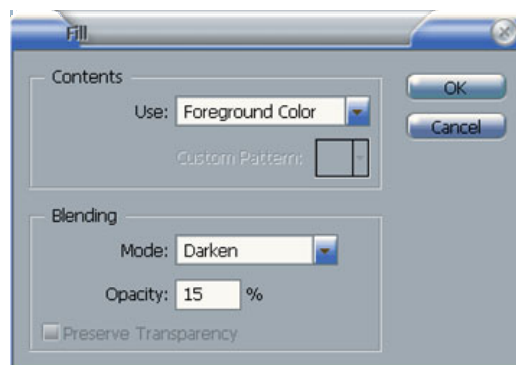 Fill
Contents
OK
Use: Foreground Color
Cancel
Custom Pattern:
Blending
Mode: Darken
Opacity: 15 %
Preserve Transparency